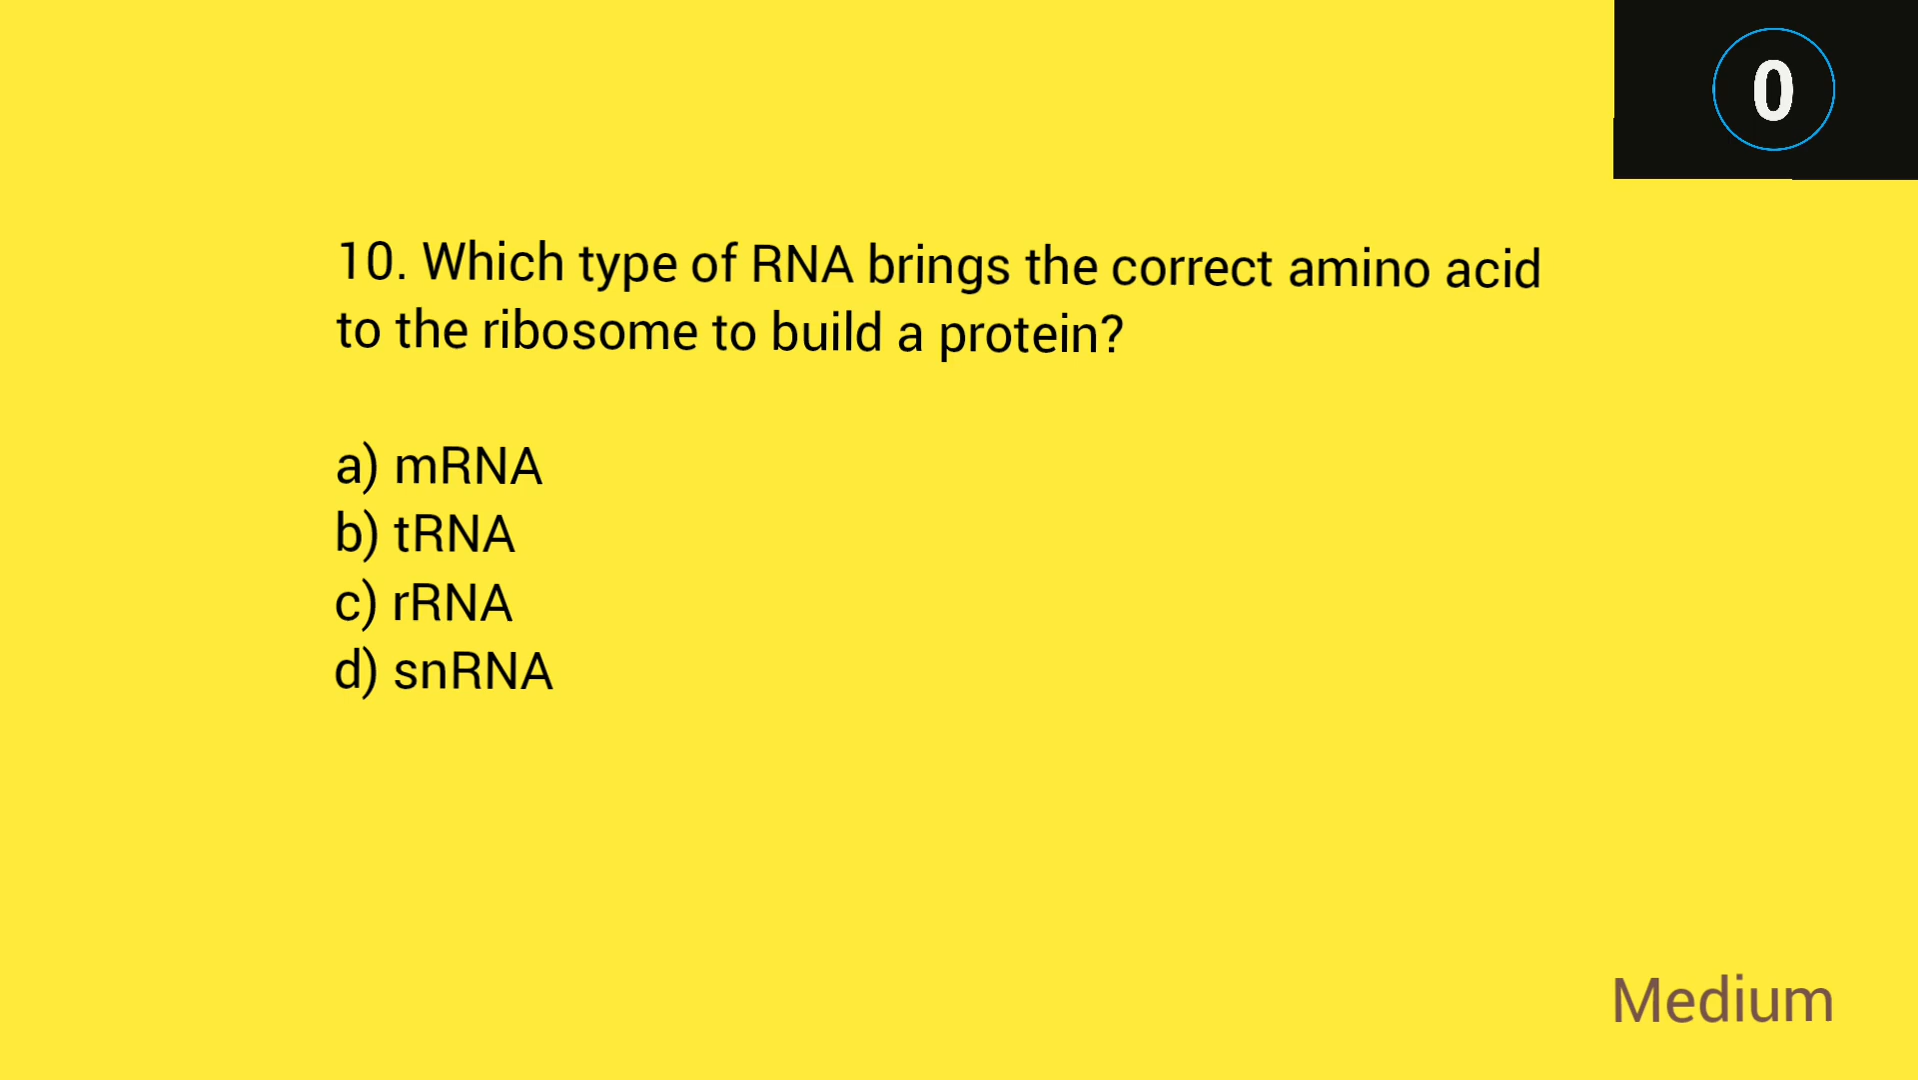 0
10. Which type of RNA brings the correct amino acid
to the ribosome to build a protein?
a) mRNA
b) tRNA
c) rRNA
d) snRNA
Medium